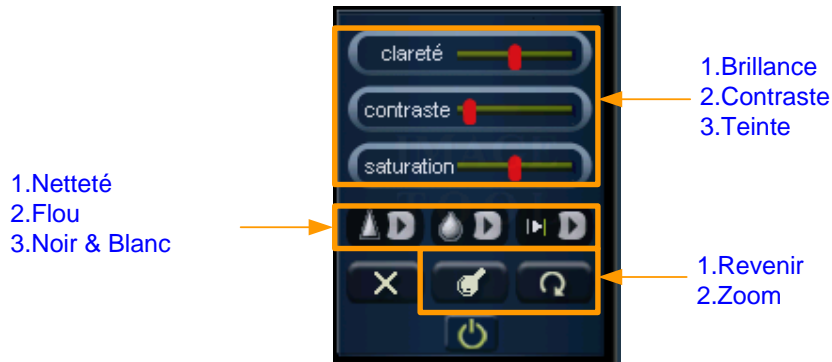 clareté
contraste
saturation
1.Brillance
2.Contraste
3.Teinte
1.Netteté
2.Flou
3.Noir & Blanc
1.Revenir
2.Zoom